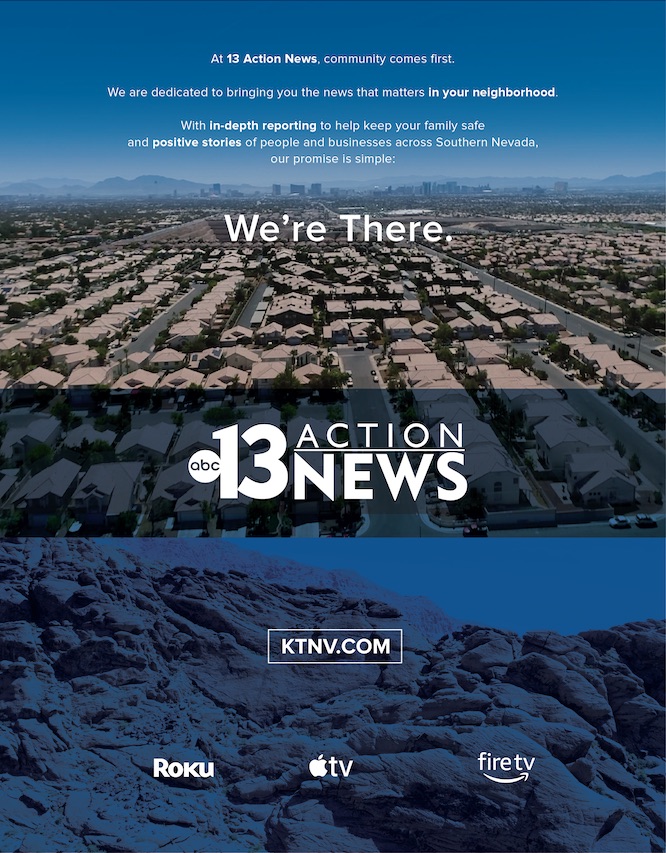 At 13 Action News, community comes first.
We are dedicated to bringing you the news that matters in your neighborhood.
With in-depth reporting to help keep your family safe
and positive stories of people and businesses across Southern Nevada,
our promise is simple:
We're There.
abc 13 ACTION
NEWS
KTNV.COM
Roku
tv
fire tv